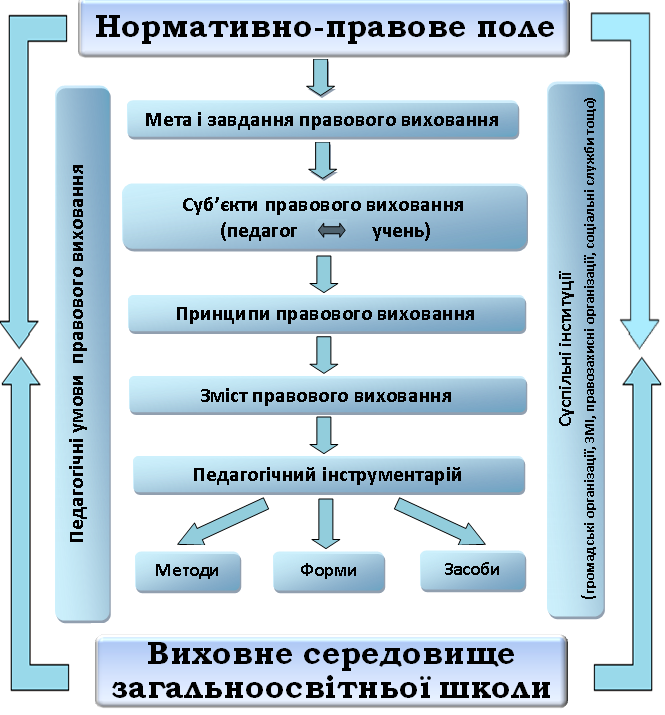 Нормативно-правове поле
Мета і завдання правового виховання
Суб’єкти правового виховання
(педагог учень)
Принципи правового виховання
Зміст правового виховання
Педагогічний інструментарій
Методи
Форми
Засоби
Педагогічні умови правового виховання
Суспільні інституції
(громадські організації, ЗМІ, правозахисні організації, соціальні служби тощо)
Виховне середовище
загальноосвітньої школи